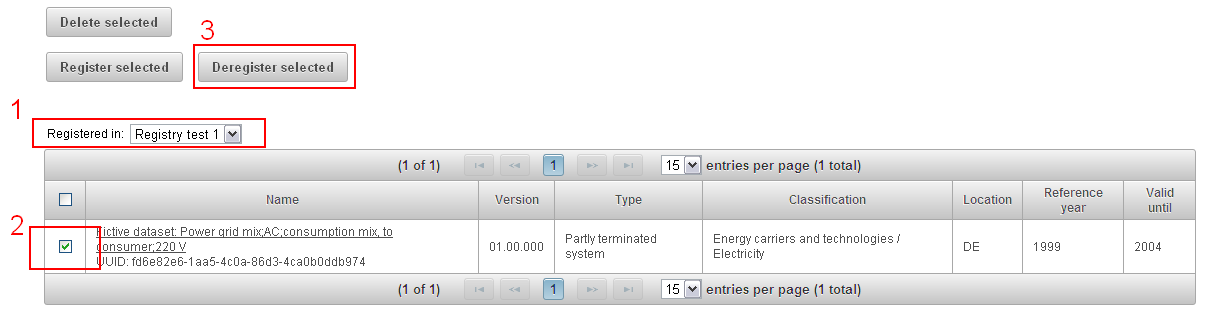 Delete selected
3
Register selected
Deregister selected
1
Registered in: Registry test 1
(1 of 1) 1 15 entries per page (1 total)
Name Version Type Classification Location Reference year Valid until
2
Fictive dataset: Power grid mix;AC;consumption mix, to
consumer;220 V
UUID: fd6e82e6-1aa5-4c0a-86d3-4ca0b0ddb974
01.00.000
Partly terminated
system
Energy carriers and technologies /
Electricity
DE
1999
2004
(1 of 1) 1 15 entries per page (1 total)